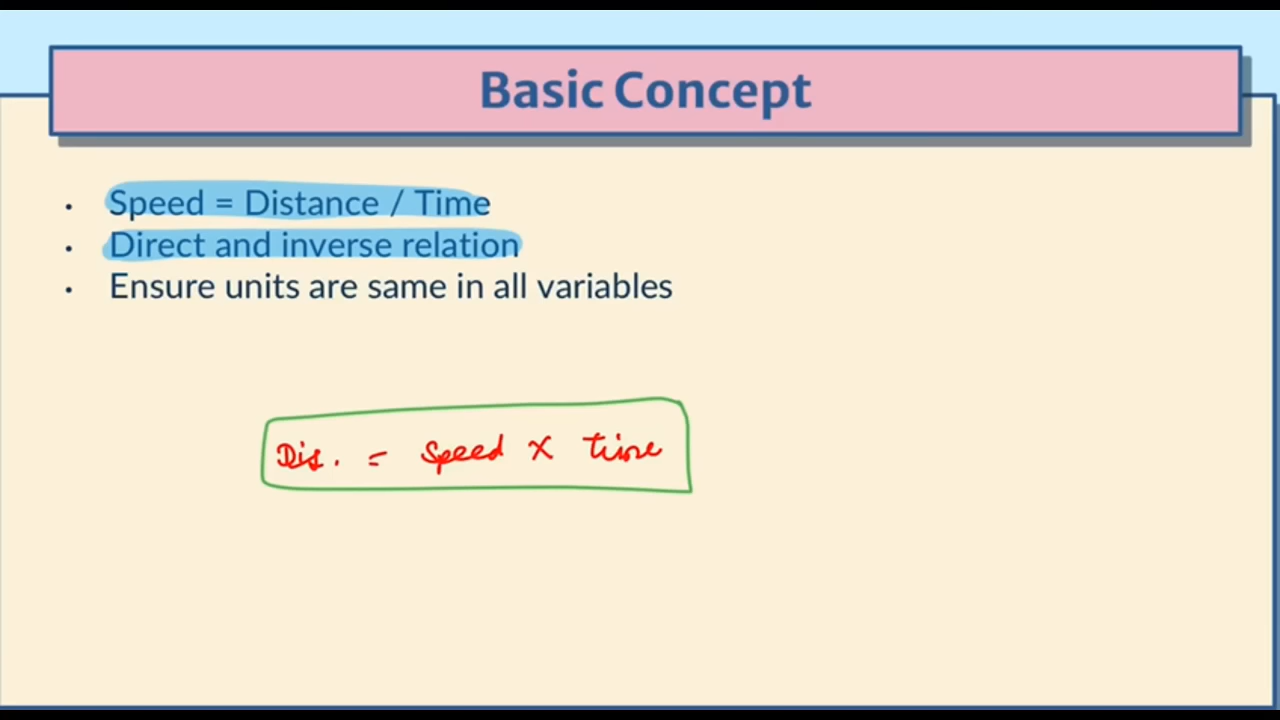 Basic Concept
• Speed = Distance / Time
• Direct and inverse relation
• Ensure units are same in all variables
Dis. = Speed X time